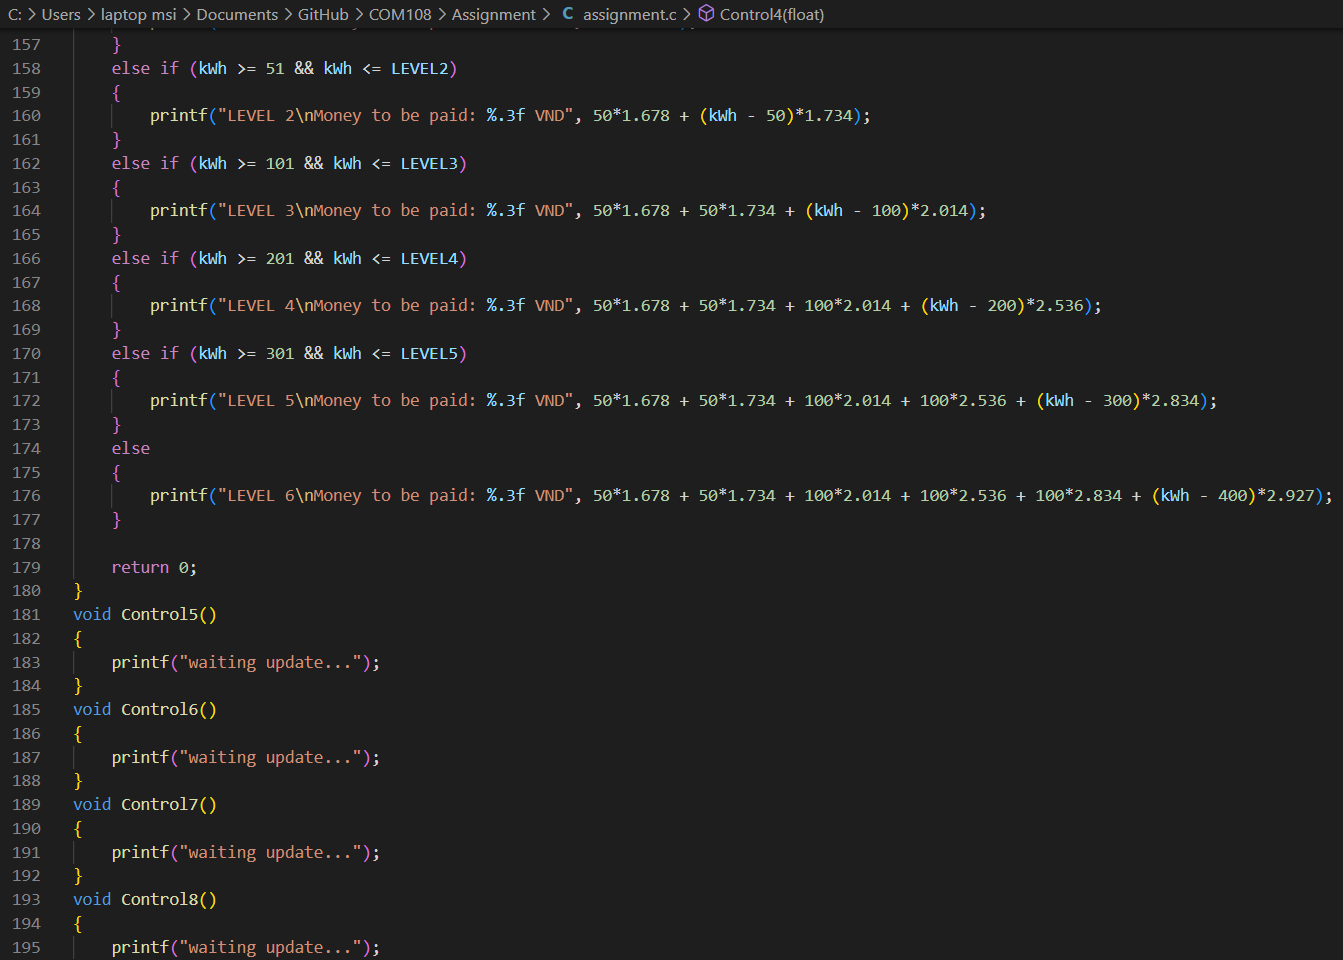 C: > Users > laptop msi > Documents > GitHub > COM108 > Assignment > C assignment.c > Control4(float)
157 }
158 else if (kWh >= 51 && kWh <= LEVEL2)
159 {
160 printf("LEVEL 2\nMoney to be paid: %.3f VND", 50*1.678 + (kWh - 50)*1.734);
161 }
162 else if (kWh >= 101 && kWh <= LEVEL3)
163 {
164 printf("LEVEL 3\nMoney to be paid: %.3f VND", 50*1.678 + 50*1.734 + (kWh - 100)*2.014);
165 }
166 else if (kWh >= 201 && kWh <= LEVEL4)
167 {
168 printf("LEVEL 4\nMoney to be paid: %.3f VND", 50*1.678 + 50*1.734 + 100*2.014 + (kWh - 200)*2.536);
169 }
170 else if (kWh >= 301 && kWh <= LEVEL5)
171 {
172 printf("LEVEL 5\nMoney to be paid: %.3f VND", 50*1.678 + 50*1.734 + 100*2.014 + 100*2.536 + (kWh - 300)*2.834);
173 }
174 else
175 {
176 printf("LEVEL 6\nMoney to be paid: %.3f VND", 50*1.678 + 50*1.734 + 100*2.014 + 100*2.536 + 100*2.834 + (kWh - 400)*2.927);
177 }
178
179 return 0;
180 }
181 void Control5()
182 {
183 printf("waiting update...");
184 }
185 void Control6()
186 {
187 printf("waiting update...");
188 }
189 void Control7()
190 {
191 printf("waiting update...");
192 }
193 void Control8()
194 {
195 printf("waiting update...");